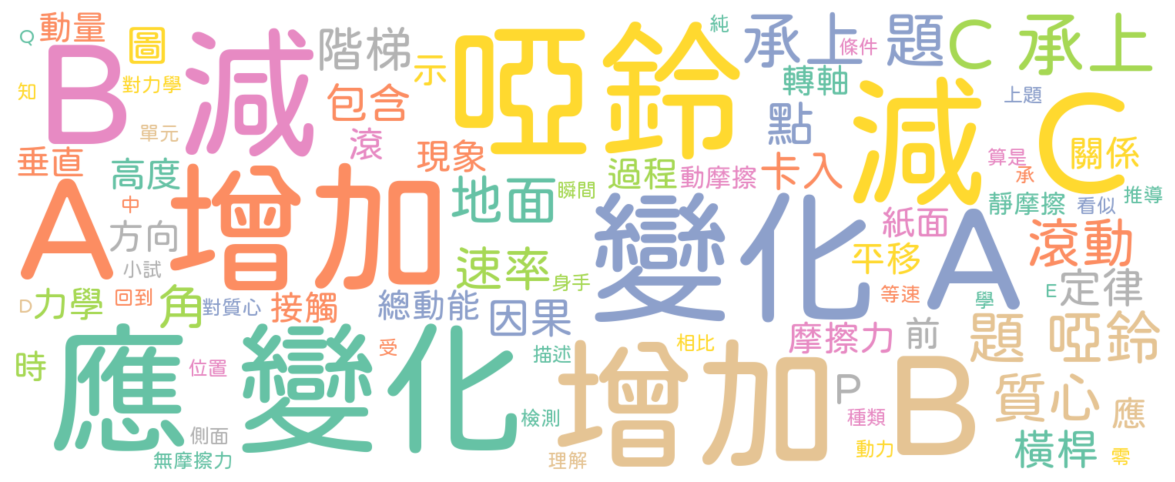 Q
動量
圖
階梯
啞鈴
純
承上
條件
題C 承上
B 減
示
知
對力學
包含
轉軸
上題
單元
點
減 C
關係
垂直
高度
滾
現象
地面
瞬間
過程
動摩擦
卡入
算是
承
推導
中
A 增加
靜摩擦
看似
方向
紙面
滾動
變化A
小試
速率
身手
平移
D
力學
回到
角
對質心
接觸
總動能
因果
等速
學
E
定律
應變化
時
位置
受
描述
相比
摩擦力
前
題 啞鈴
增加B
P
種類
質心
應
側面
檢測
無摩擦力
理解
動力
橫桿
零